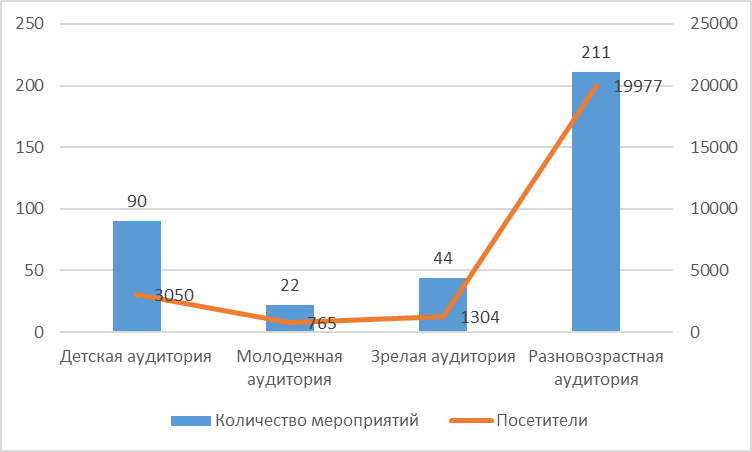 250
200
150
100
50
0
25000
20000
15000
10000
5000
0
90
22
44
211
3050
765
1304
19977
Детская аудитория
Молодежная
аудитория
Зрелая аудитория
Разновозрастная
аудитория
Количество мероприятий
Посетители